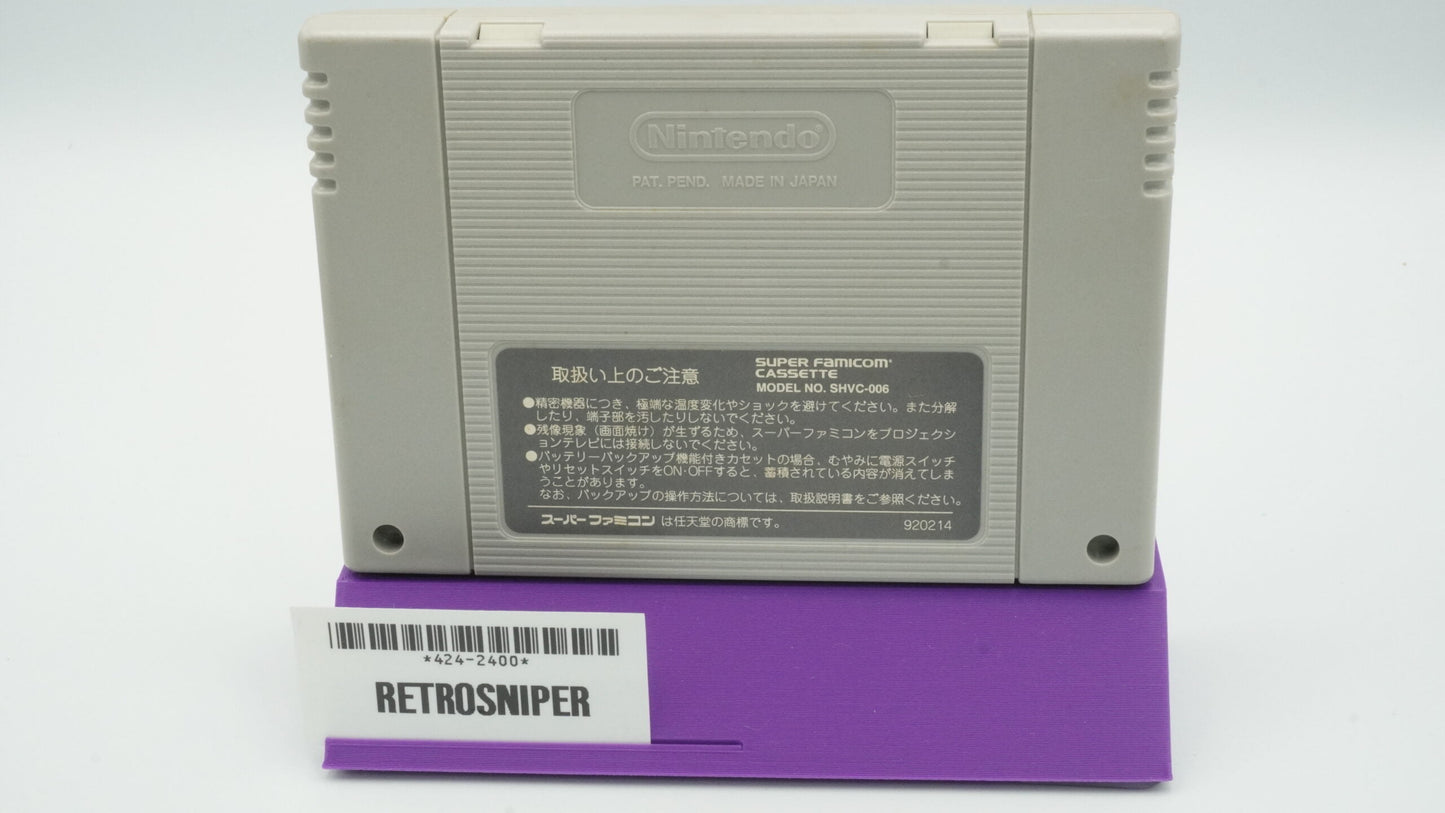 Nintendo®
PAT. PEND. MADE IN JAPAN
取扱い上のご注意
SUPER FAMICOM®
CASSETTE
MODEL NO. SHVC-006
●精密機器につき、極端な温度変化やショックを避けてください。また分解
したり、端子部を汚したりしないでください。
●残像現象(画面焼け)が生ずるため、スーパーファミコンをプロジェクシ
ョンテレビには接続しないでください。
●バッテリーバックアップ機能付きカセットの場合、むやみに電源スイッチ
やリセットスイッチをON·OFFすると、蓄積されている内容が消えてしま
うことがあります。
なお、バックアップの操作方法については、取扱説明書をご参照ください。
スーパーファミコン は任天堂の商標です。
920214
*424-2400*
RETROSNIPER